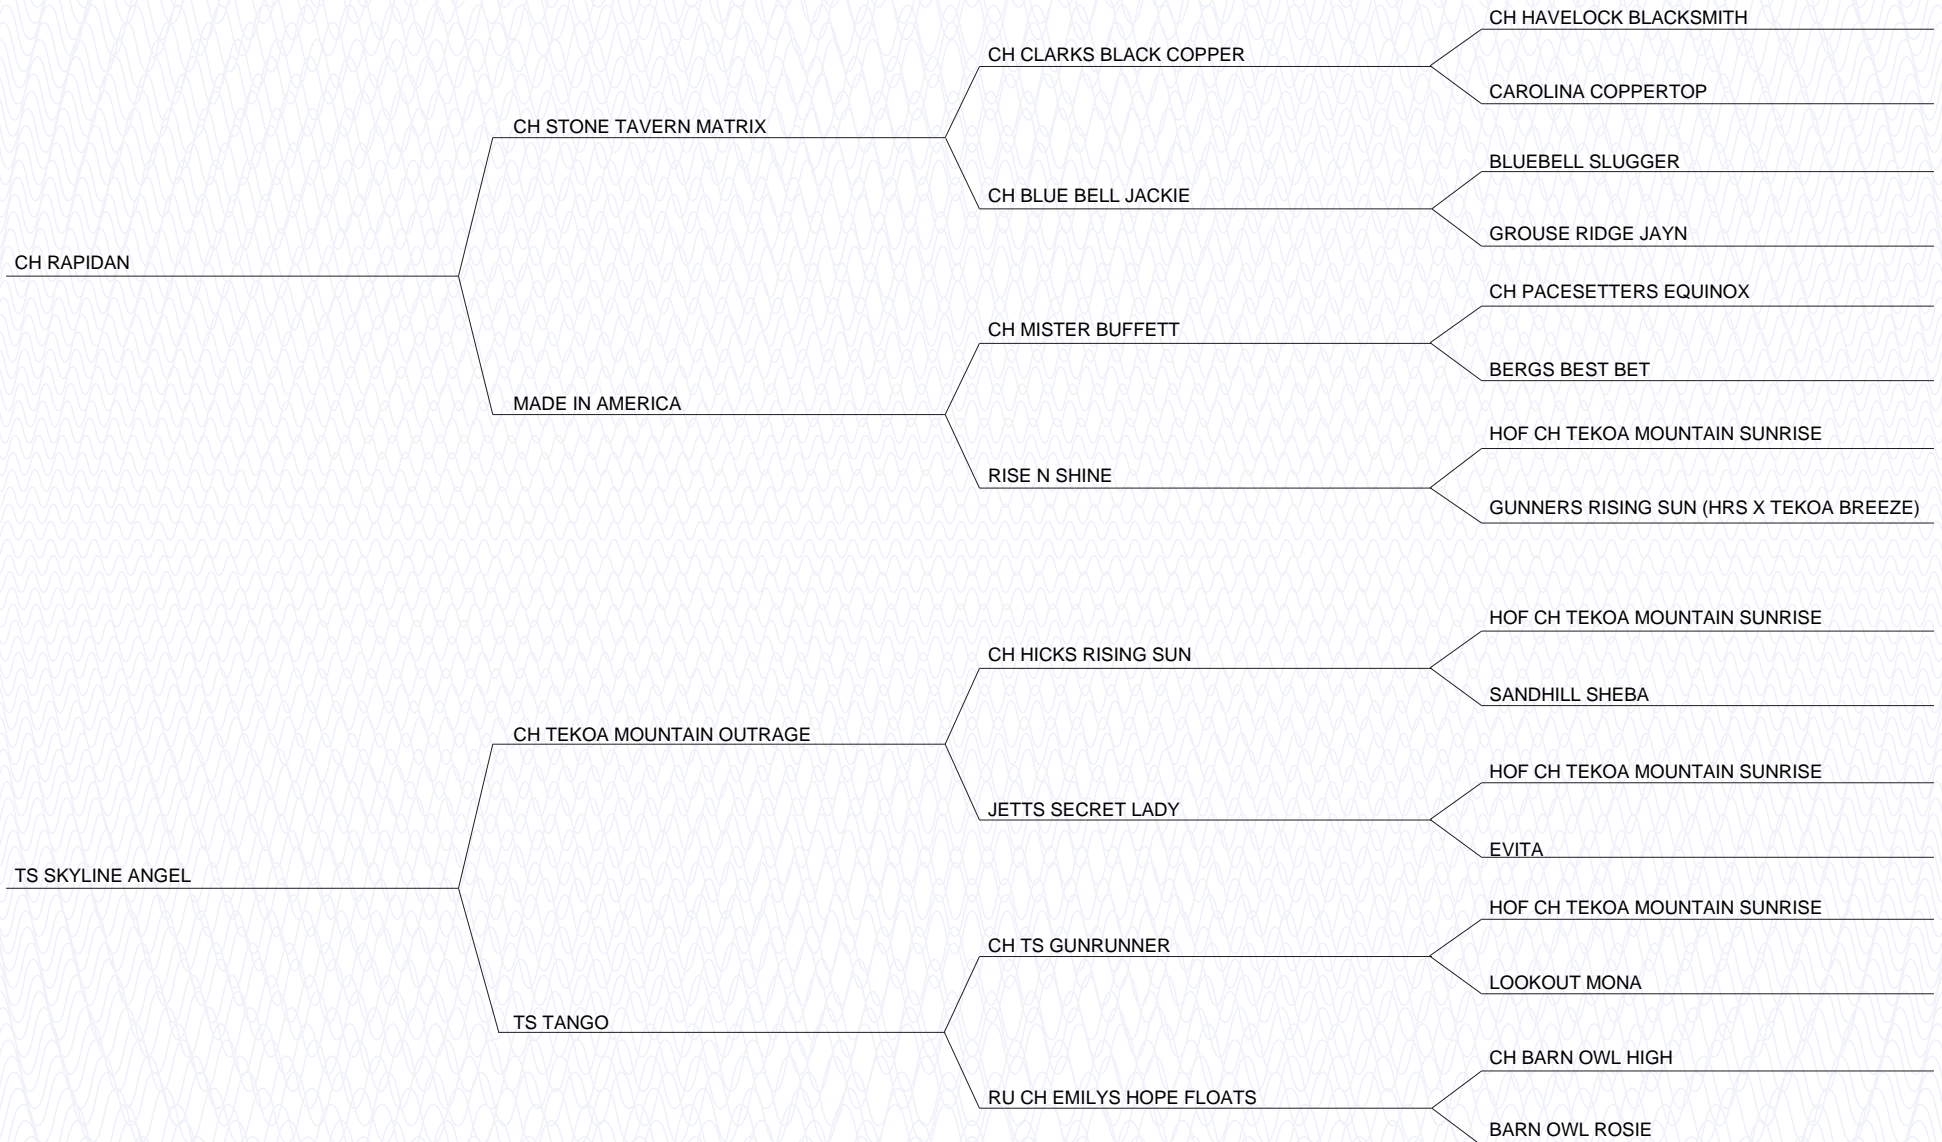 CH HAVELOCK BLACKSMITH
CH CLARKS BLACK COPPER
CAROLINA COPPERTOP
CH STONE TAVERN MATRIX
BLUEBELL SLUGGER
CH BLUE BELL JACKIE
GROUSE RIDGE JAYN
CH RAPIDAN
CH PACESETTERS EQUINOX
CH MISTER BUFFETT
BERGS BEST BET
MADE IN AMERICA
HOF CH TEKOA MOUNTAIN SUNRISE
RISE N SHINE
GUNNERS RISING SUN (HRS X TEKOA BREEZE)
HOF CH TEKOA MOUNTAIN SUNRISE
CH HICKS RISING SUN
SANDHILL SHEBA
CH TEKOA MOUNTAIN OUTRAGE
HOF CH TEKOA MOUNTAIN SUNRISE
JETTS SECRET LADY
EVITA
TS SKYLINE ANGEL
HOF CH TEKOA MOUNTAIN SUNRISE
CH TS GUNRUNNER
LOOKOUT MONA
TS TANGO
CH BARN OWL HIGH
RU CH EMILYS HOPE FLOATS
BARN OWL ROSIE